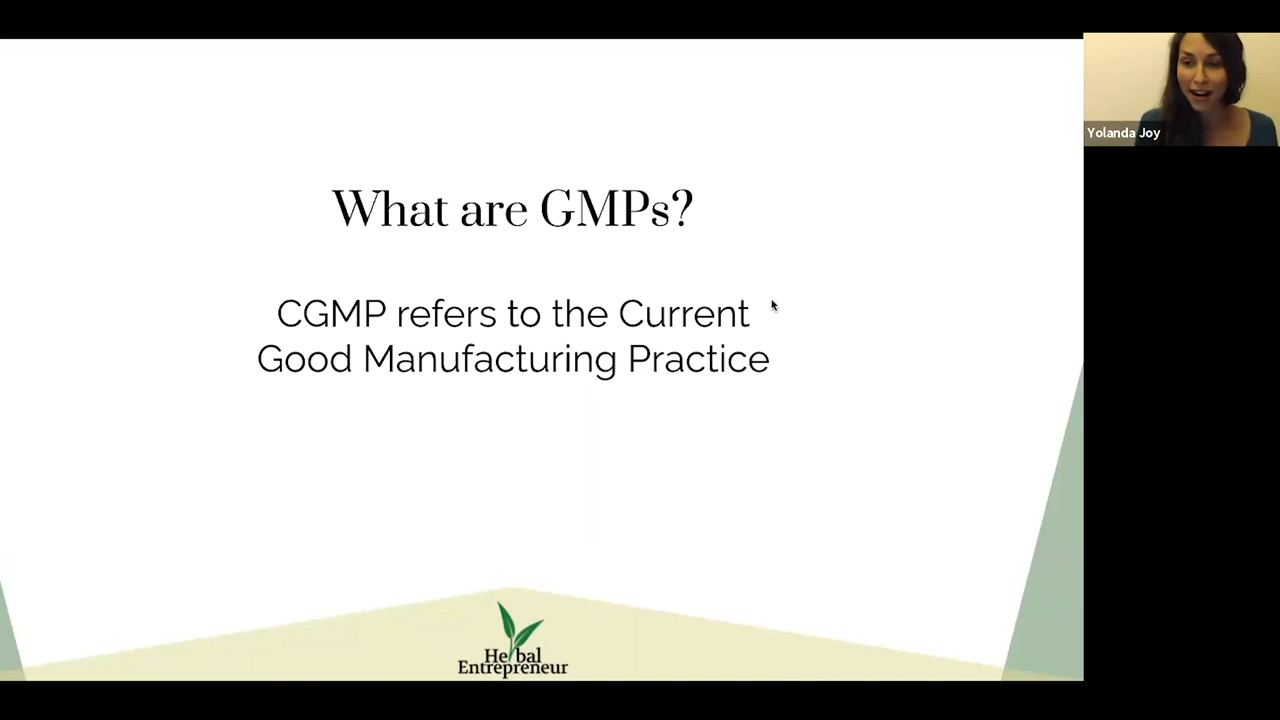 What are GMPs?
CGMP refers to the Current
Good Manufacturing Practice
Herbal
Entrepreneur
Yolanda Joy